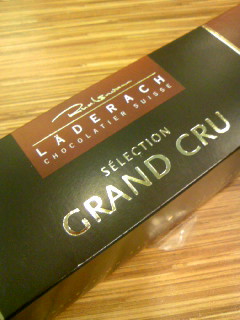 LÄDERACH
CHOCOLATIER SUISSE
SÉLECTION
GRAND CRU